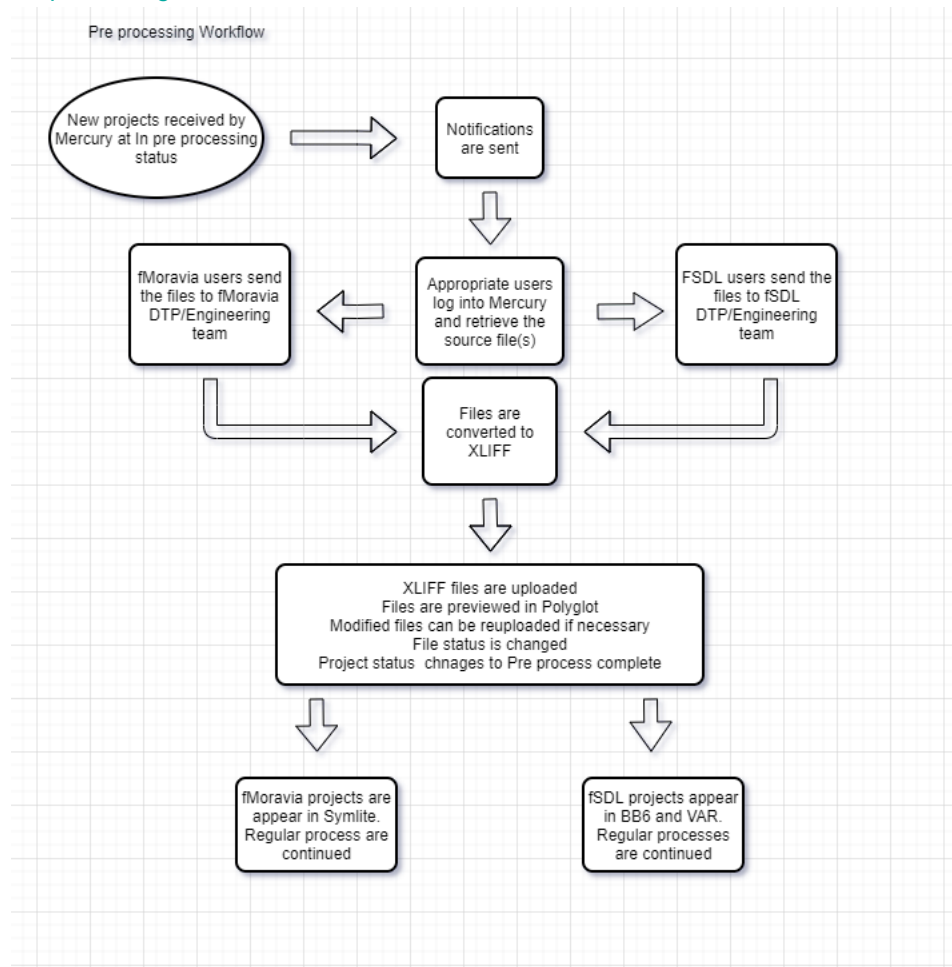 Pre processing Workflow
New projects received by
Mercury at In pre processing
status
Notifications
are sent
fMoravia users send
the files to fMoravia
DTP/Engineering
team
Appropriate users
log into Mercury
and retrieve the
source file(s)
FSDL users send the
files to fSDL
DTP/Engineering
team
Files are
converted to
XLIFF
XLIFF files are uploaded
Files are previewed in Polyglot
Modified files can be reuploaded if necessary
File status is changed
Project status chnages to Pre process complete
fMoravia projects are
appear in Symlite.
Regular process are
continued
fSDL projects appear
in BB6 and VAR.
Regular processes
are continued